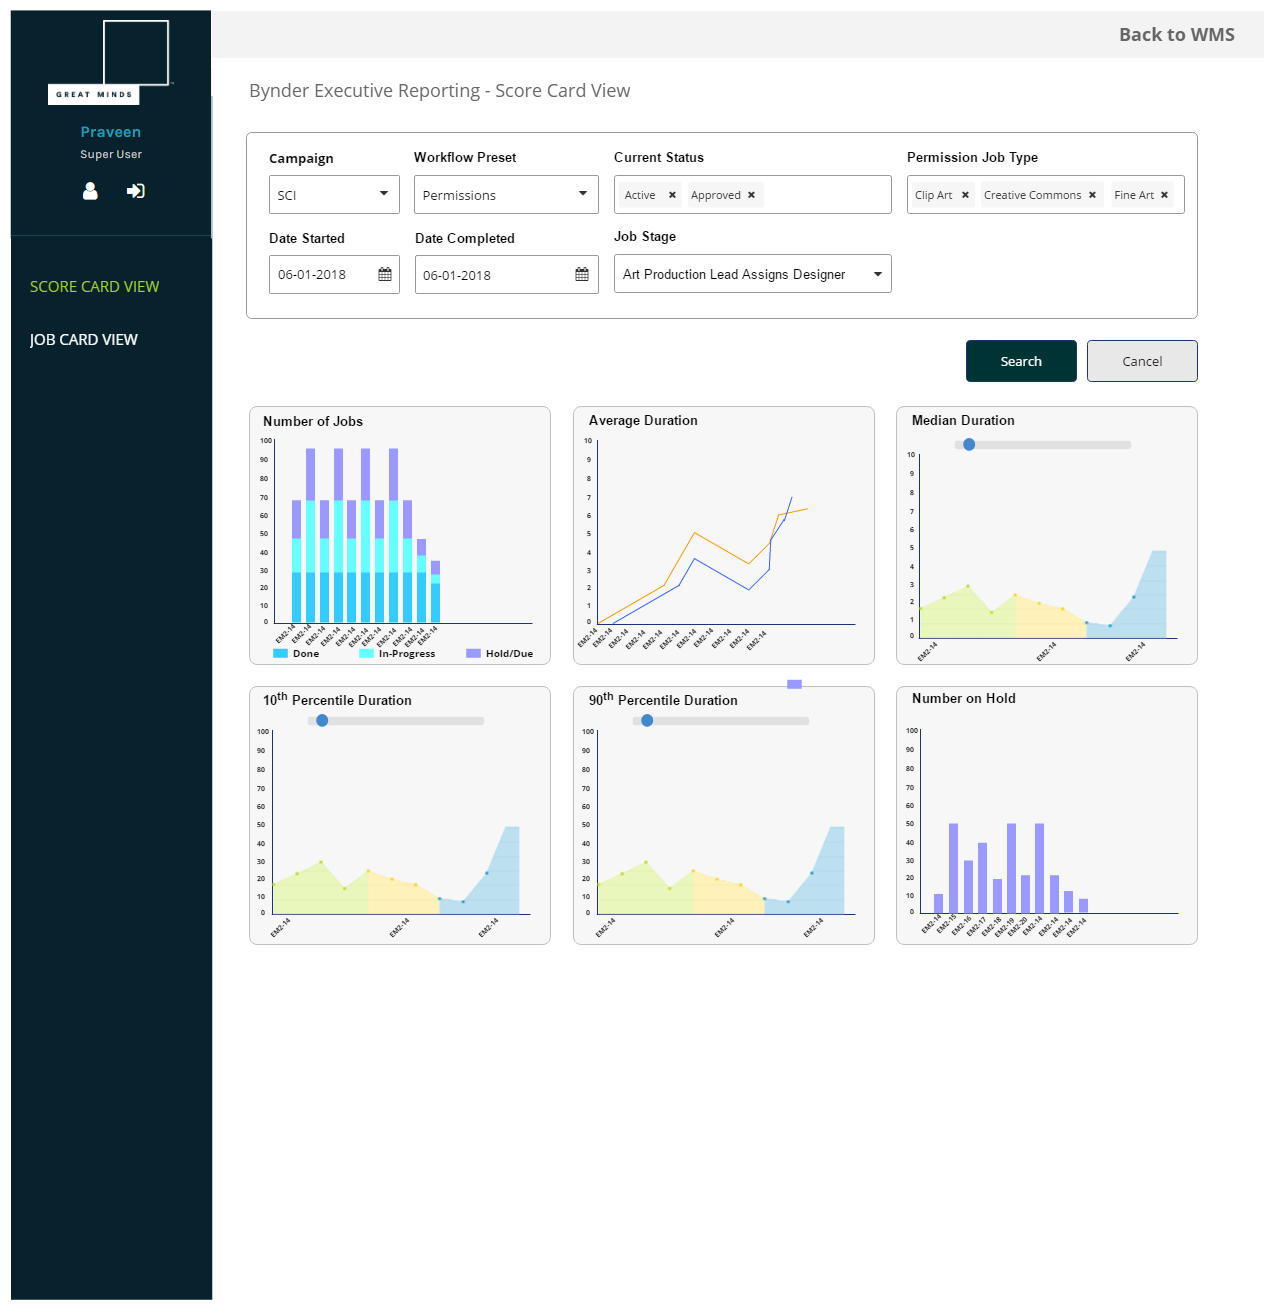 Back to WMS
GREAT MINDS
Praveen
Super User
SCORE CARD VIEW
JOB CARD VIEW
Bynder Executive Reporting - Score Card View
Campaign Workflow Preset Current Status Permission Job Type
SCI Permissions Active ✖ Approved ✖ Clip Art ✖ Creative Commons ✖ Fine Art ✖
Date Started Date Completed Job Stage
06-01-2018 06-01-2018 Art Production Lead Assigns Designer
Search Cancel
Number of Jobs
100
90
80
70
60
50
40
30
20
10
0
EM2-14 EM2-14 EM2-14 EM2-14 EM2-14 EM2-14 EM2-14 EM2-14 EM2-14 EM2-14 EM2-14
Done In-Progress Hold/Due
Average Duration
10
9
8
7
6
5
4
3
2
1
0
EM2-14 EM2-14 EM2-14 EM2-14 EM2-14 EM2-14 EM2-14 EM2-14 EM2-14 EM2-14 EM2-14
Median Duration
10
9
8
7
6
5
4
3
2
1
0
EM2-14 EM2-14 EM2-14
10th Percentile Duration
100
90
80
70
60
50
40
30
20
10
0
EM2-14 EM2-14 EM2-14
90th Percentile Duration
100
90
80
70
60
50
40
30
20
10
0
EM2-14 EM2-14 EM2-14
Number on Hold
100
90
80
70
60
50
40
30
20
10
0
EM2-14 EM2-15 EM2-16 EM2-17 EM2-18 EM2-19 EM2-20 EM2-14 EM2-14 EM2-14 EM2-14